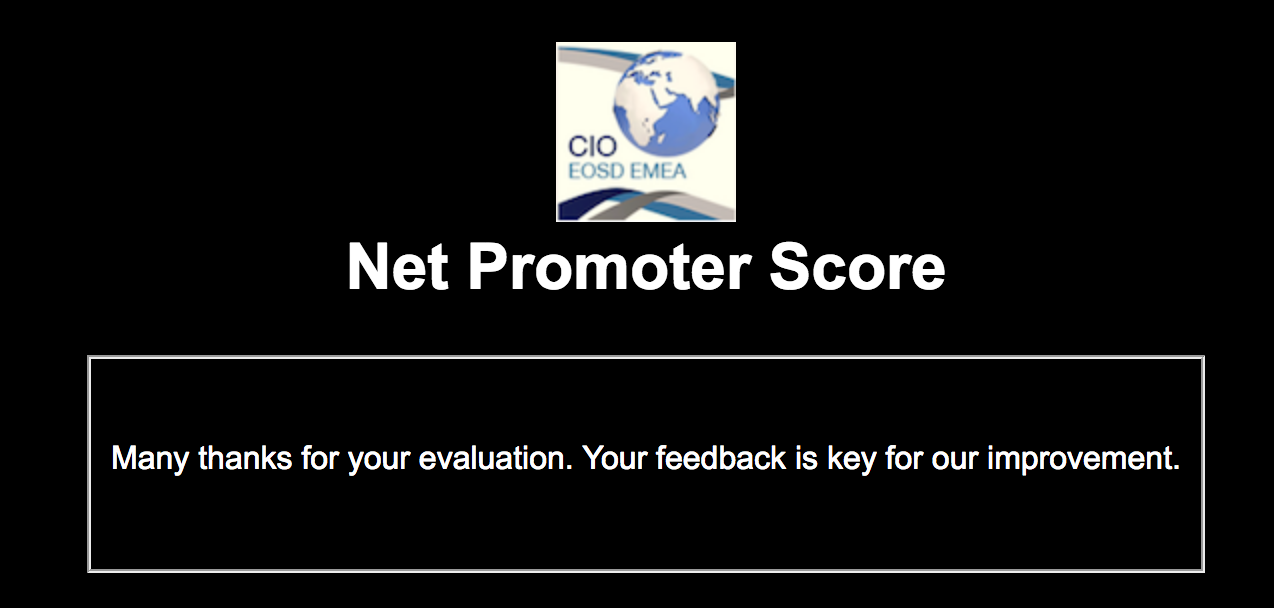 CIO
EOSD EMEA
Net Promoter Score
Many thanks for your evaluation. Your feedback is key for our improvement.